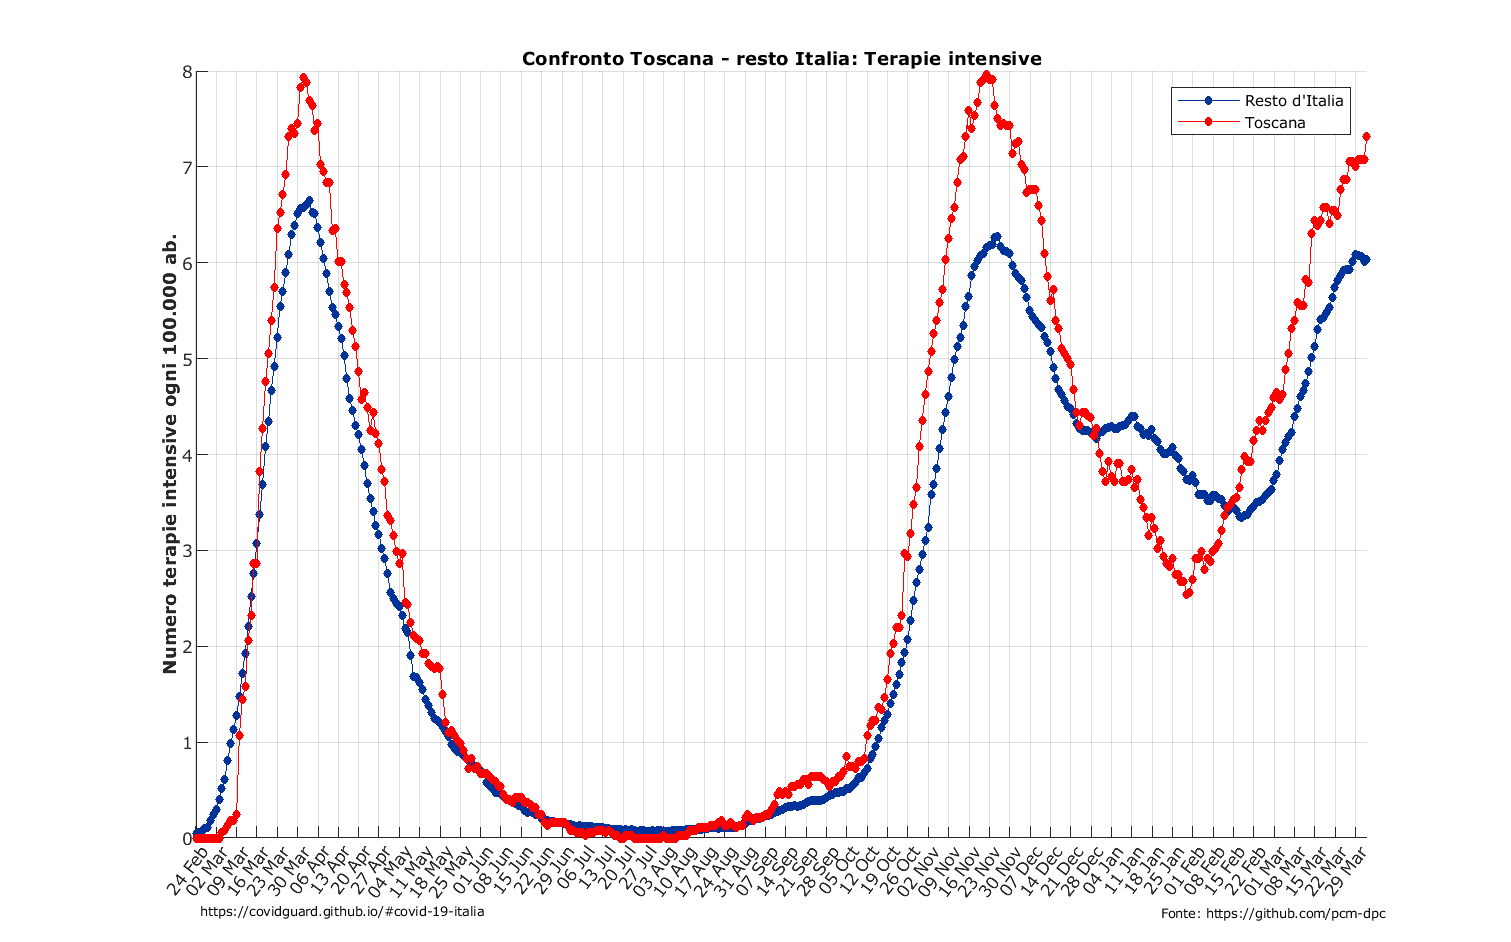 Confronto Toscana - resto Italia: Terapie intensive
Numero terapie intensive ogni 100.000 ab.
8
7
6
5
4
3
2
1
0
Resto d'Italia
Toscana
24 Feb
02 Mar
09 Mar
16 Mar
23 Mar
30 Mar
06 Apr
13 Apr
20 Apr
27 Apr
04 May
11 May
18 May
25 May
01 Jun
08 Jun
15 Jun
22 Jun
29 Jun
06 Jul
13 Jul
20 Jul
27 Jul
03 Aug
10 Aug
17 Aug
24 Aug
31 Aug
07 Sep
14 Sep
21 Sep
28 Sep
05 Oct
12 Oct
19 Oct
26 Oct
02 Nov
09 Nov
16 Nov
23 Nov
30 Nov
07 Dec
14 Dec
21 Dec
28 Dec
04 Jan
11 Jan
18 Jan
25 Jan
01 Feb
08 Feb
15 Feb
22 Feb
01 Mar
08 Mar
15 Mar
22 Mar
29 Mar
https://covidguard.github.io/#covid-19-italia
Fonte: https://github.com/pcm-dpc